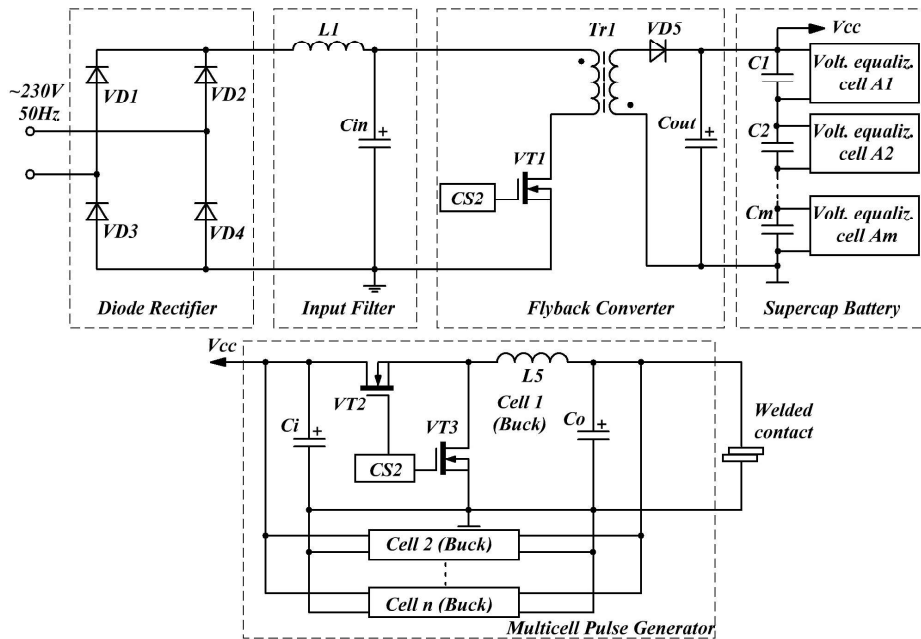 ~230V
50Hz
VD1
VD2
VD3
VD4
Diode Rectifier
L1
Cin
+
Input Filter
Tr1
VD5
VT1
CS2
Cout
+
Flyback Converter
Vcc
C1
Volt. equaliz.
cell A1
C2
Volt. equaliz.
cell A2
Cm
Volt. equaliz.
cell Am
Supercap Battery
Vcc
VT2
L5
Cell 1
(Buck)
Ci
+
VT3
CS2
Co
+
Welded
contact
Cell 2 (Buck)
Cell n (Buck)
Multicell Pulse Generator